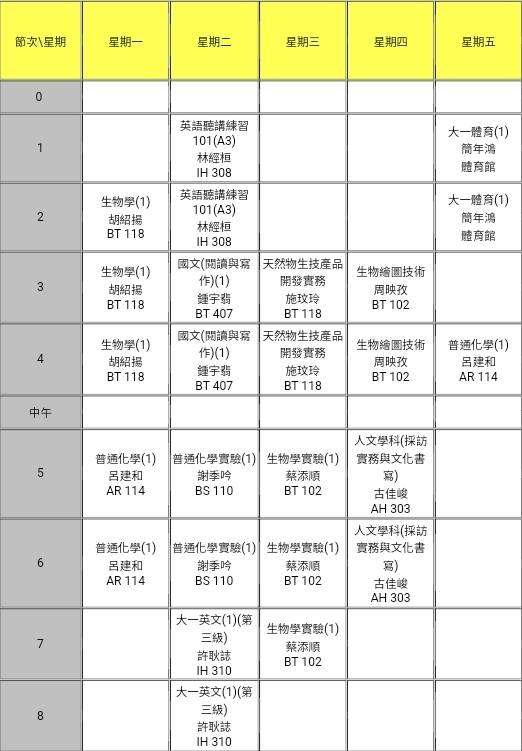 節次\星期 星期一 星期二 星期三 星期四 星期五
0
1
英語聽講練習
101(A3)
林經桓
IH 308
大一體育(1)
簡年鴻
體育館
2
生物學(1)
胡紹揚
BT 118
英語聽講練習
101(A3)
林經桓
IH 308
大一體育(1)
簡年鴻
體育館
3
生物學(1)
胡紹揚
BT 118
國文(閱讀與寫
作)(1)
鍾宇翡
BT 407
天然物生技產品
開發實務
施玟玲
BT 118
生物繪圖技術
周映孜
BT 102
4
生物學(1)
胡紹揚
BT 118
國文(閱讀與寫
作)(1)
鍾宇翡
BT 407
天然物生技產品
開發實務
施玟玲
BT 118
生物繪圖技術
周映孜
BT 102
普通化學(1)
呂建和
AR 114
中午
5
普通化學(1)
呂建和
AR 114
普通化學實驗(1)
謝季吟
BS 110
生物學實驗(1)
蔡添順
BT 102
人文學科(採訪
實務與文化書
寫)
古佳峻
AH 303
6
普通化學(1)
呂建和
AR 114
普通化學實驗(1)
謝季吟
BS 110
生物學實驗(1)
蔡添順
BT 102
人文學科(採訪
實務與文化書
寫)
古佳峻
AH 303
7
大一英文(1)(第
三級)
許耿誌
IH 310
生物學實驗(1)
蔡添順
BT 102
8
大一英文(1)(第
三級)
許耿誌
IH 310